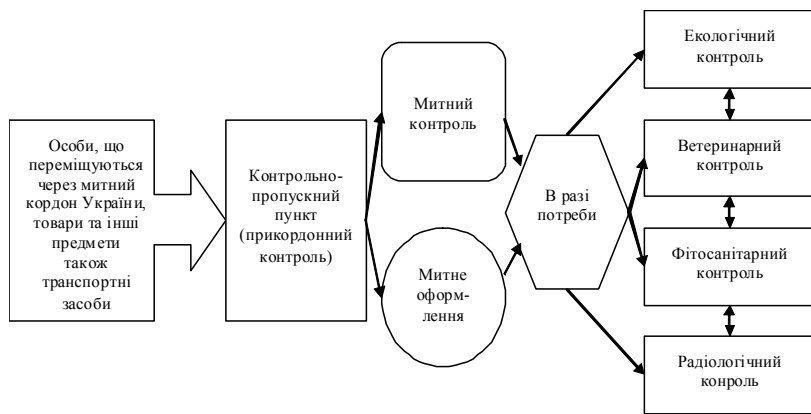 Особи, що
переміщуються
через митний
кордон України,
товари та інші
предмети
також
транспортні
засоби
Контрольно-
пропускний
пункт
(прикордонний
контроль)
Митний
контроль
Митне
оформ-
лення
В разі
потреби
Екологічний
контроль
Ветеринарний
контроль
Фітосанітарний
контроль
Радіологічний
конроль